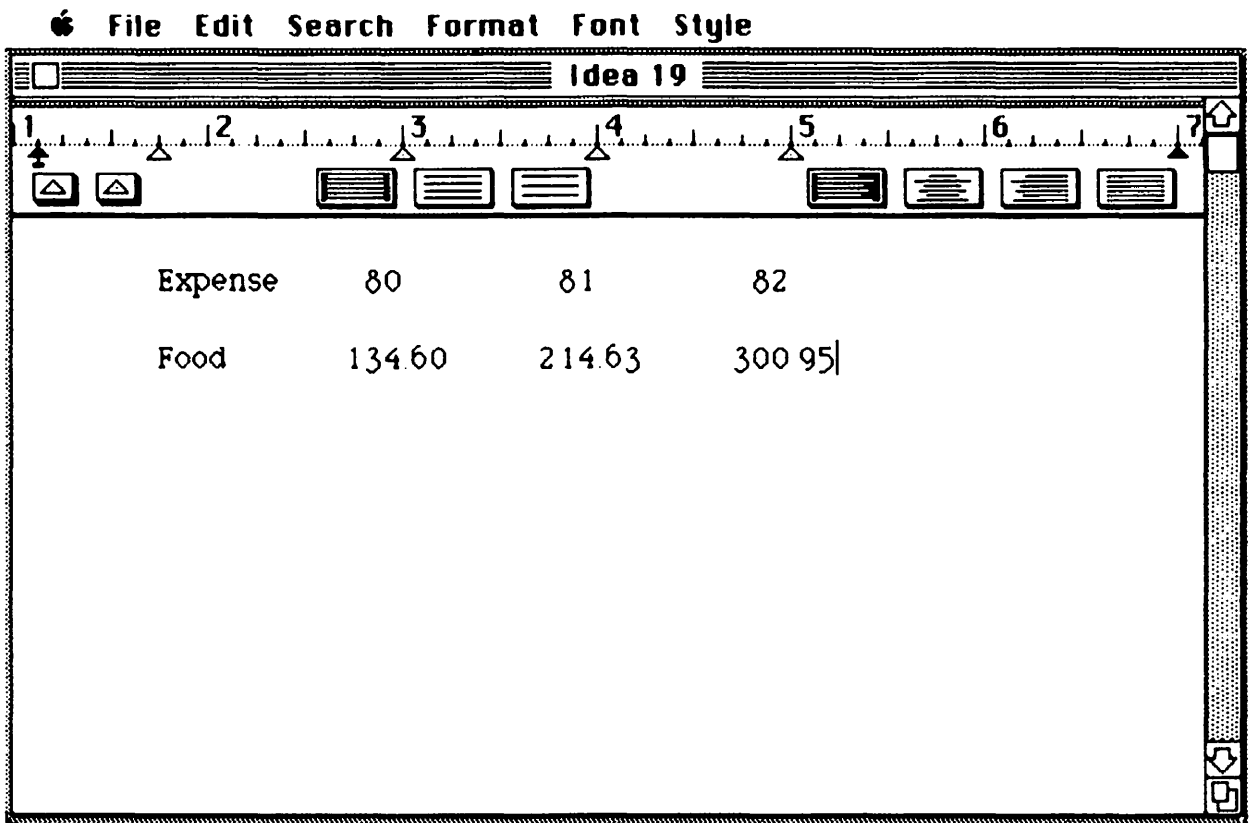 File Edit Search Format Font Style
Idea 19
1 2 3 4 5 6 7
Expense 80 81 82
Food 134.60 214.63 300 95